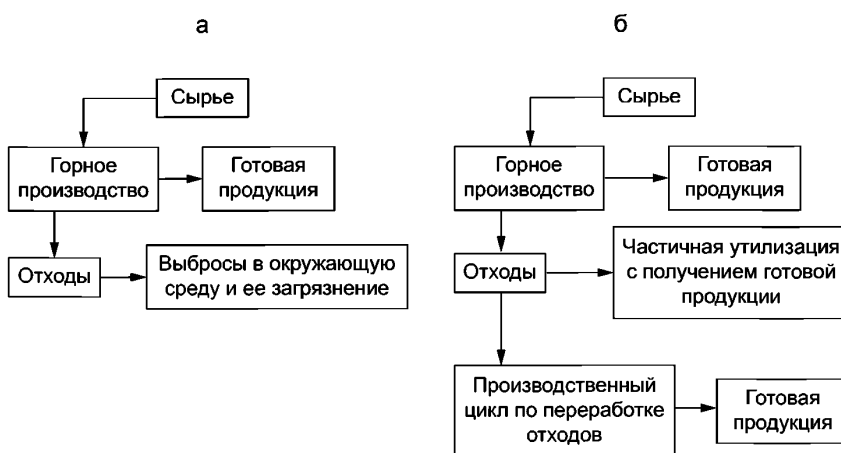 а
Сырье
Горное
производство
Готовая
продукция
Отходы
Выбросы в окружающую
среду и ее загрязнение
б
Сырье
Горное
производство
Готовая
продукция
Отходы
Частичная утилизация
с получением готовой
продукции
Производственный
цикл по переработке
отходов
Готовая
продукция